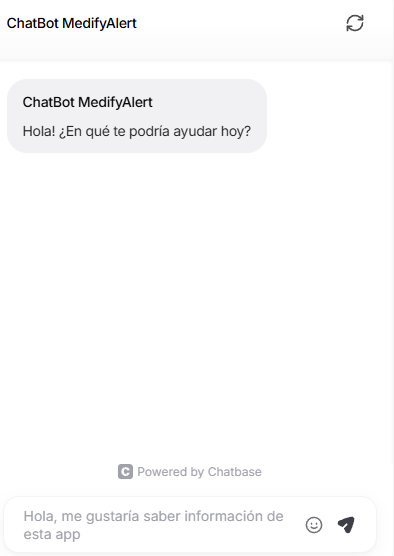 ChatBot MedifyAlert
ChatBot MedifyAlert
Hola! ¿En qué te podría ayudar hoy?
C Powered by Chatbase
Hola, me gustaría saber información de
esta app